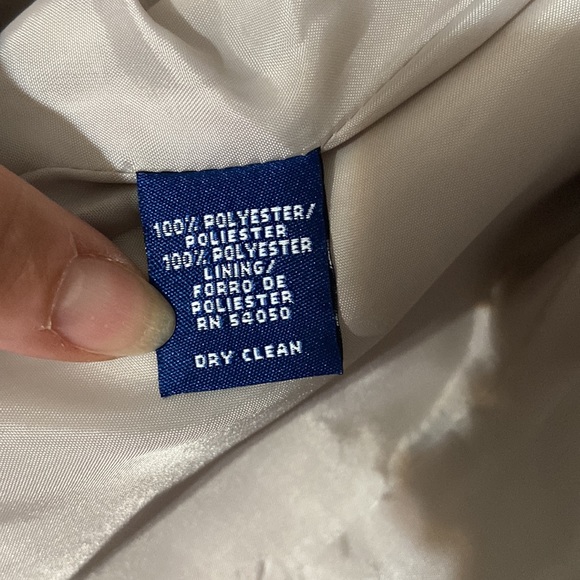 100% POLYESTER/
POLIESTER
100% POLYESTER
LINING/
FORRO DE
POLIESTER
RN 54050
DRY CLEAN